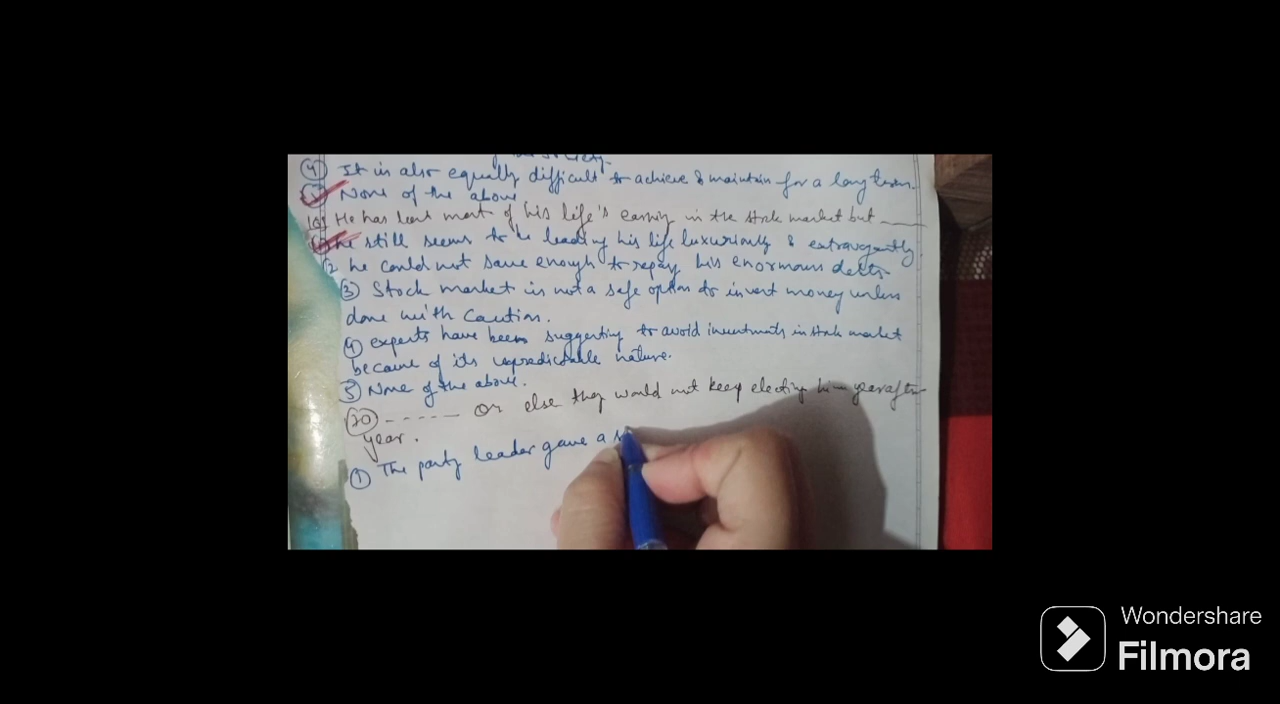 society.
④ It is also equally difficult to achieve & maintain for a long term.
⑤ None of the above
He has lost most of his life's earning in the stock market but ____
he still seems to be leading his life luxuriously & extravagantly
2 he could not save enough to repay his enormous debts
③ Stock market is not a safe option to invest money unless
done with caution.
④ experts have been suggesting to avoid investments in stock market
because of its unpredictable nature.
⑤ None of the above.
⑳ ------ or else they would not keep electing him year after
year.
① The party leader gave a
Wondershare
Filmora